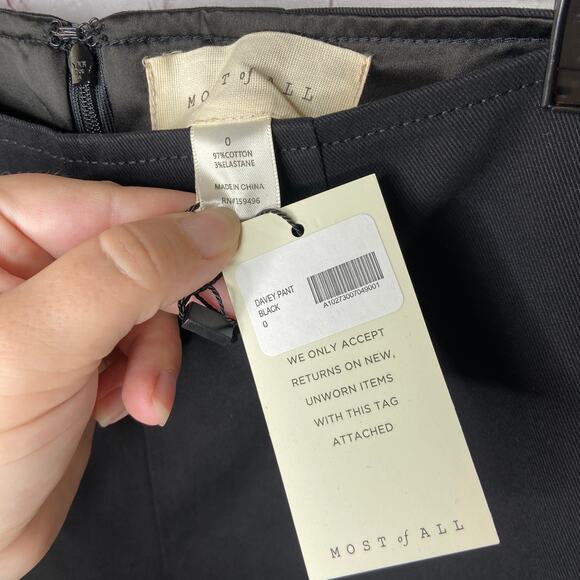 MOST of ALL
0
97%COTTON
3%ELASTANE
MADE IN CHINA
RN#159496
DAVEY PANT
BLACK
0
A10273007049001
WE ONLY ACCEPT
RETURNS ON NEW,
UNWORN ITEMS
WITH THIS TAG
ATTACHED
MOST of ALL